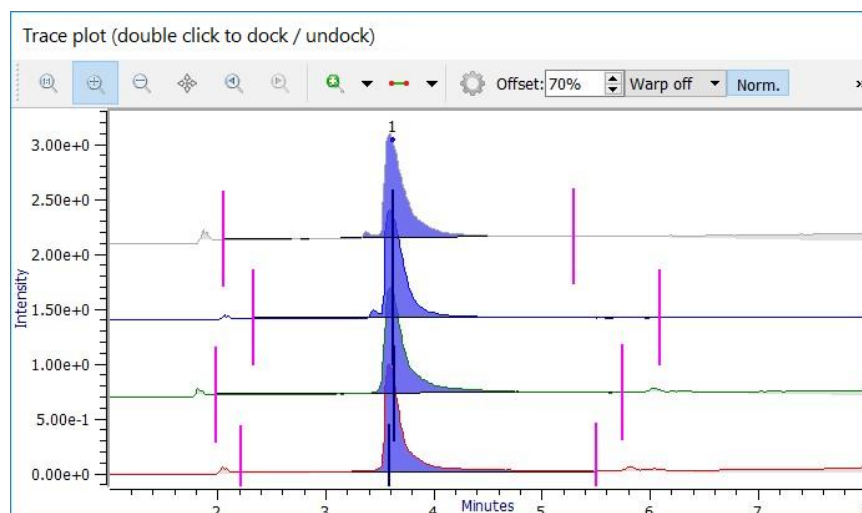 Trace plot (double click to dock / undock)
Offset: 70% Warp off Norm. »
1
3.00e+0
2.50e+0
2.00e+0
1.50e+0
1.00e+0
5.00e-1
0.00e+0
Intensity
2 3 4 5 6 7
Minutes